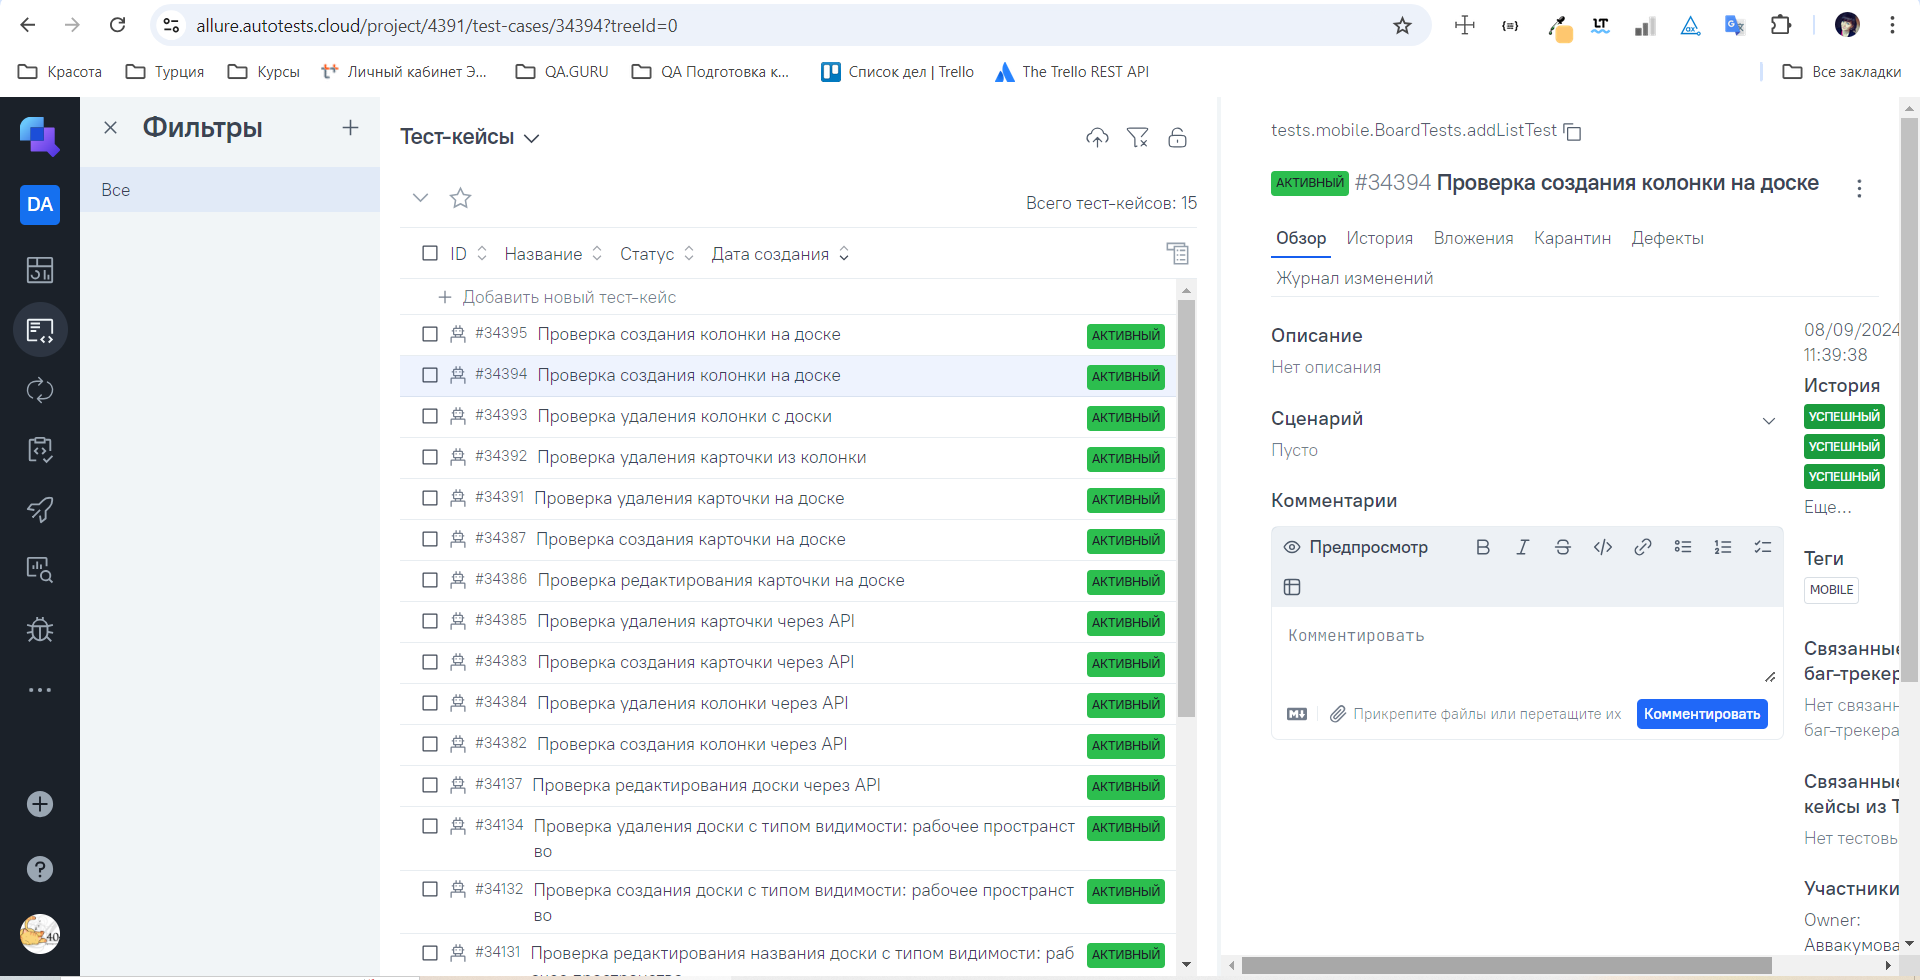 allure.autotests.cloud/project/4391/test-cases/34394?treeId=0
Красота
Турция
Курсы
Личный кабинет Э...
QA.GURU
QA Подготовка к...
Список дел | Trello
The Trello REST API
Все закладки
DA
Фильтры
Все
Тест-кейсы
Всего тест-кейсов: 15
ID
Название
Статус
Дата создания
Добавить новый тест-кейс
#34395 Проверка создания колонки на доске АКТИВНЫЙ
#34394 Проверка создания колонки на доске АКТИВНЫЙ
#34393 Проверка удаления колонки с доски АКТИВНЫЙ
#34392 Проверка удаления карточки из колонки АКТИВНЫЙ
#34391 Проверка удаления карточки на доске АКТИВНЫЙ
#34387 Проверка создания карточки на доске АКТИВНЫЙ
#34386 Проверка редактирования карточки на доске АКТИВНЫЙ
#34385 Проверка удаления карточки через API АКТИВНЫЙ
#34383 Проверка создания карточки через API АКТИВНЫЙ
#34384 Проверка удаления колонки через API АКТИВНЫЙ
#34382 Проверка создания колонки через API АКТИВНЫЙ
#34137 Проверка редактирования доски через API АКТИВНЫЙ
#34134 Проверка удаления доски с типом видимости: рабочее пространст АКТИВНЫЙ
во
#34132 Проверка создания доски с типом видимости: рабочее пространст АКТИВНЫЙ
во
#34131 Проверка редактирования названия доски с типом видимости: раб АКТИВНЫЙ
tests.mobile.BoardTests.addListTest
АКТИВНЫЙ #34394 Проверка создания колонки на доске
Обзор
История
Вложения
Карантин
Дефекты
Журнал изменений
Описание
Нет описания
Сценарий
Пусто
Комментарии
Предпросмотр
Комментировать
Прикрепите файлы или перетащите их
Комментировать
08/09/2024
11:39:38
История
УСПЕШНЫЙ
УСПЕШНЫЙ
УСПЕШНЫЙ
Еще...
Теги
MOBILE
Связанные
баг-трекер
Нет связанн
баг-трекера
Связанные
кейсы из Т
Нет тестовы
Участники
Owner:
Аввакумова